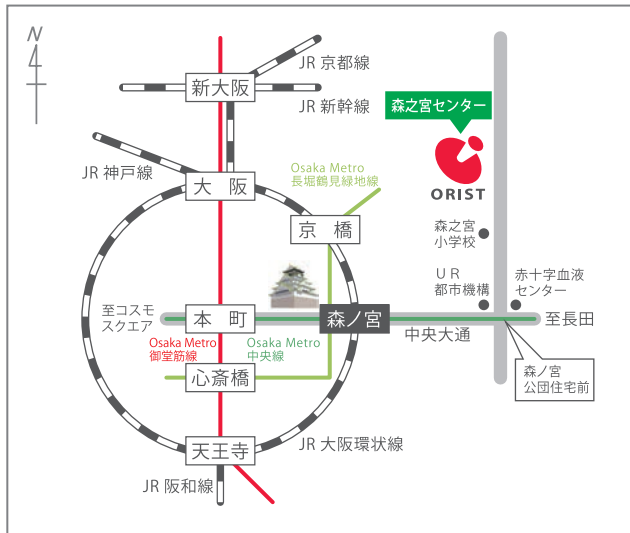 N
JR 京都線
新大阪
JR 新幹線
森之宮センター
JR 神戸線
大 阪
Osaka Metro
長堀鶴見緑地線
ORIST
京 橋
森之宮
小学校
UR
都市機構
赤十字血液
センター
至コスモ
スクエア
本 町
森ノ宮
中央大通
至長田
Osaka Metro
御堂筋線
Osaka Metro
中央線
心斎橋
森ノ宮
公団住宅前
天王寺
JR 大阪環状線
JR 阪和線